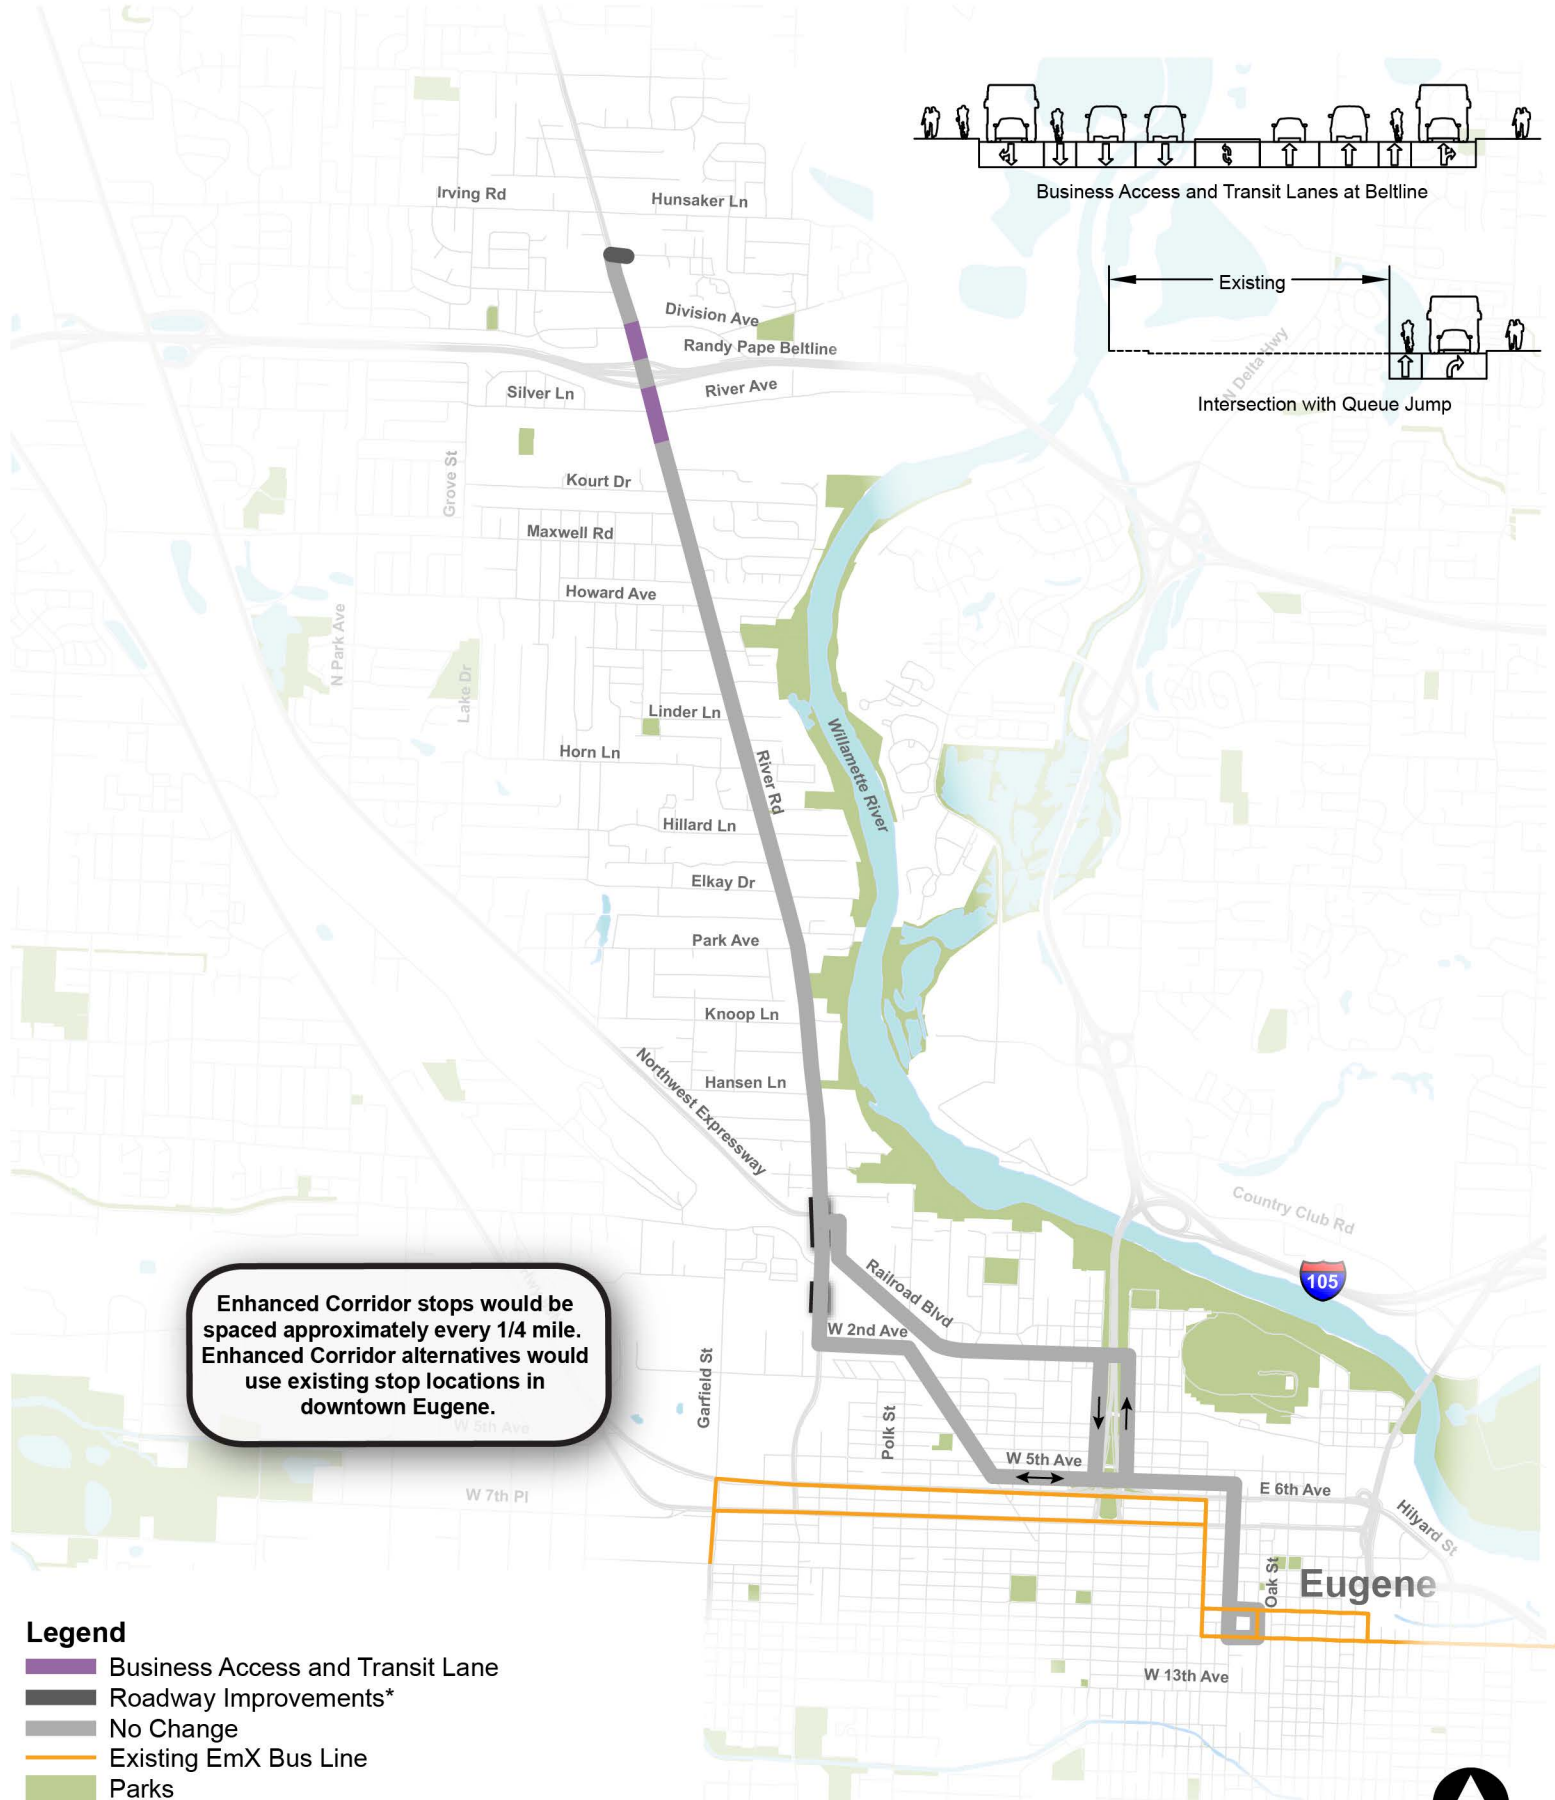 Business Access and Transit Lanes at Beltline
Existing
Intersection with Queue Jump
Irving Rd
Hunsaker Ln
Division Ave
Randy Pape Beltline
Silver Ln
River Ave
N Delta Hwy
Grove St
Kourt Dr
Maxwell Rd
Howard Ave
N Park Ave
Lake Dr
Linder Ln
Horn Ln
River Rd
Willamette River
Hillard Ln
Elkay Dr
Park Ave
Knoop Ln
Northwest Expressway
Hansen Ln
Country Club Rd
105
Railroad Blvd
W 2nd Ave
Enhanced Corridor stops would be
spaced approximately every 1/4 mile.
Enhanced Corridor alternatives would
use existing stop locations in
downtown Eugene.
Garfield St
Polk St
W 5th Ave
W 5th Ave
W 7th Pl
E 6th Ave
Hilyard St
Oak St
Eugene
W 13th Ave
Legend
Business Access and Transit Lane
Roadway Improvements*
No Change
Existing EmX Bus Line
Parks